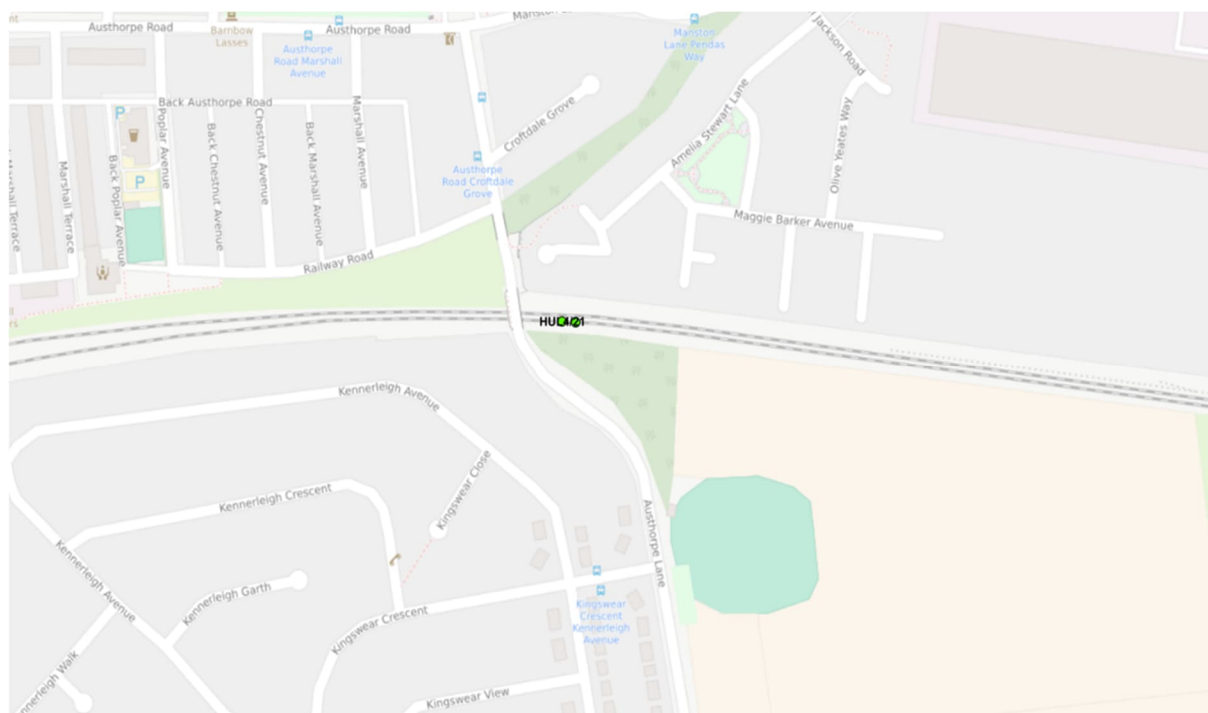 Austhorpe Road
Barnbow
Lasses
Austhorpe
Road Marshall
Avenue
Austhorpe Road
Manston
Lane Pendas
Way
Jackson Road
Back Austhorpe Road
P
Poplar Avenue
Chestnut Avenue
Marshall Avenue
Croftdale Grove
Amelia Stewart Lane
Olive Yeates Way
Marshall Terrace
Marshall Terrace
Back Poplar Avenue
P
Back Chestnut Avenue
Back Marshall Avenue
Austhorpe
Road Croftdale
Grove
Maggie Barker Avenue
Railway Road
Kennerleigh Avenue
Kingswear Close
Kennerleigh Crescent
Austhorpe Lane
Kennerleigh Avenue
Kennerleigh Garth
Kingswear Crescent
Kingswear
Crescent
Kennerleigh
Avenue
Kingswear View